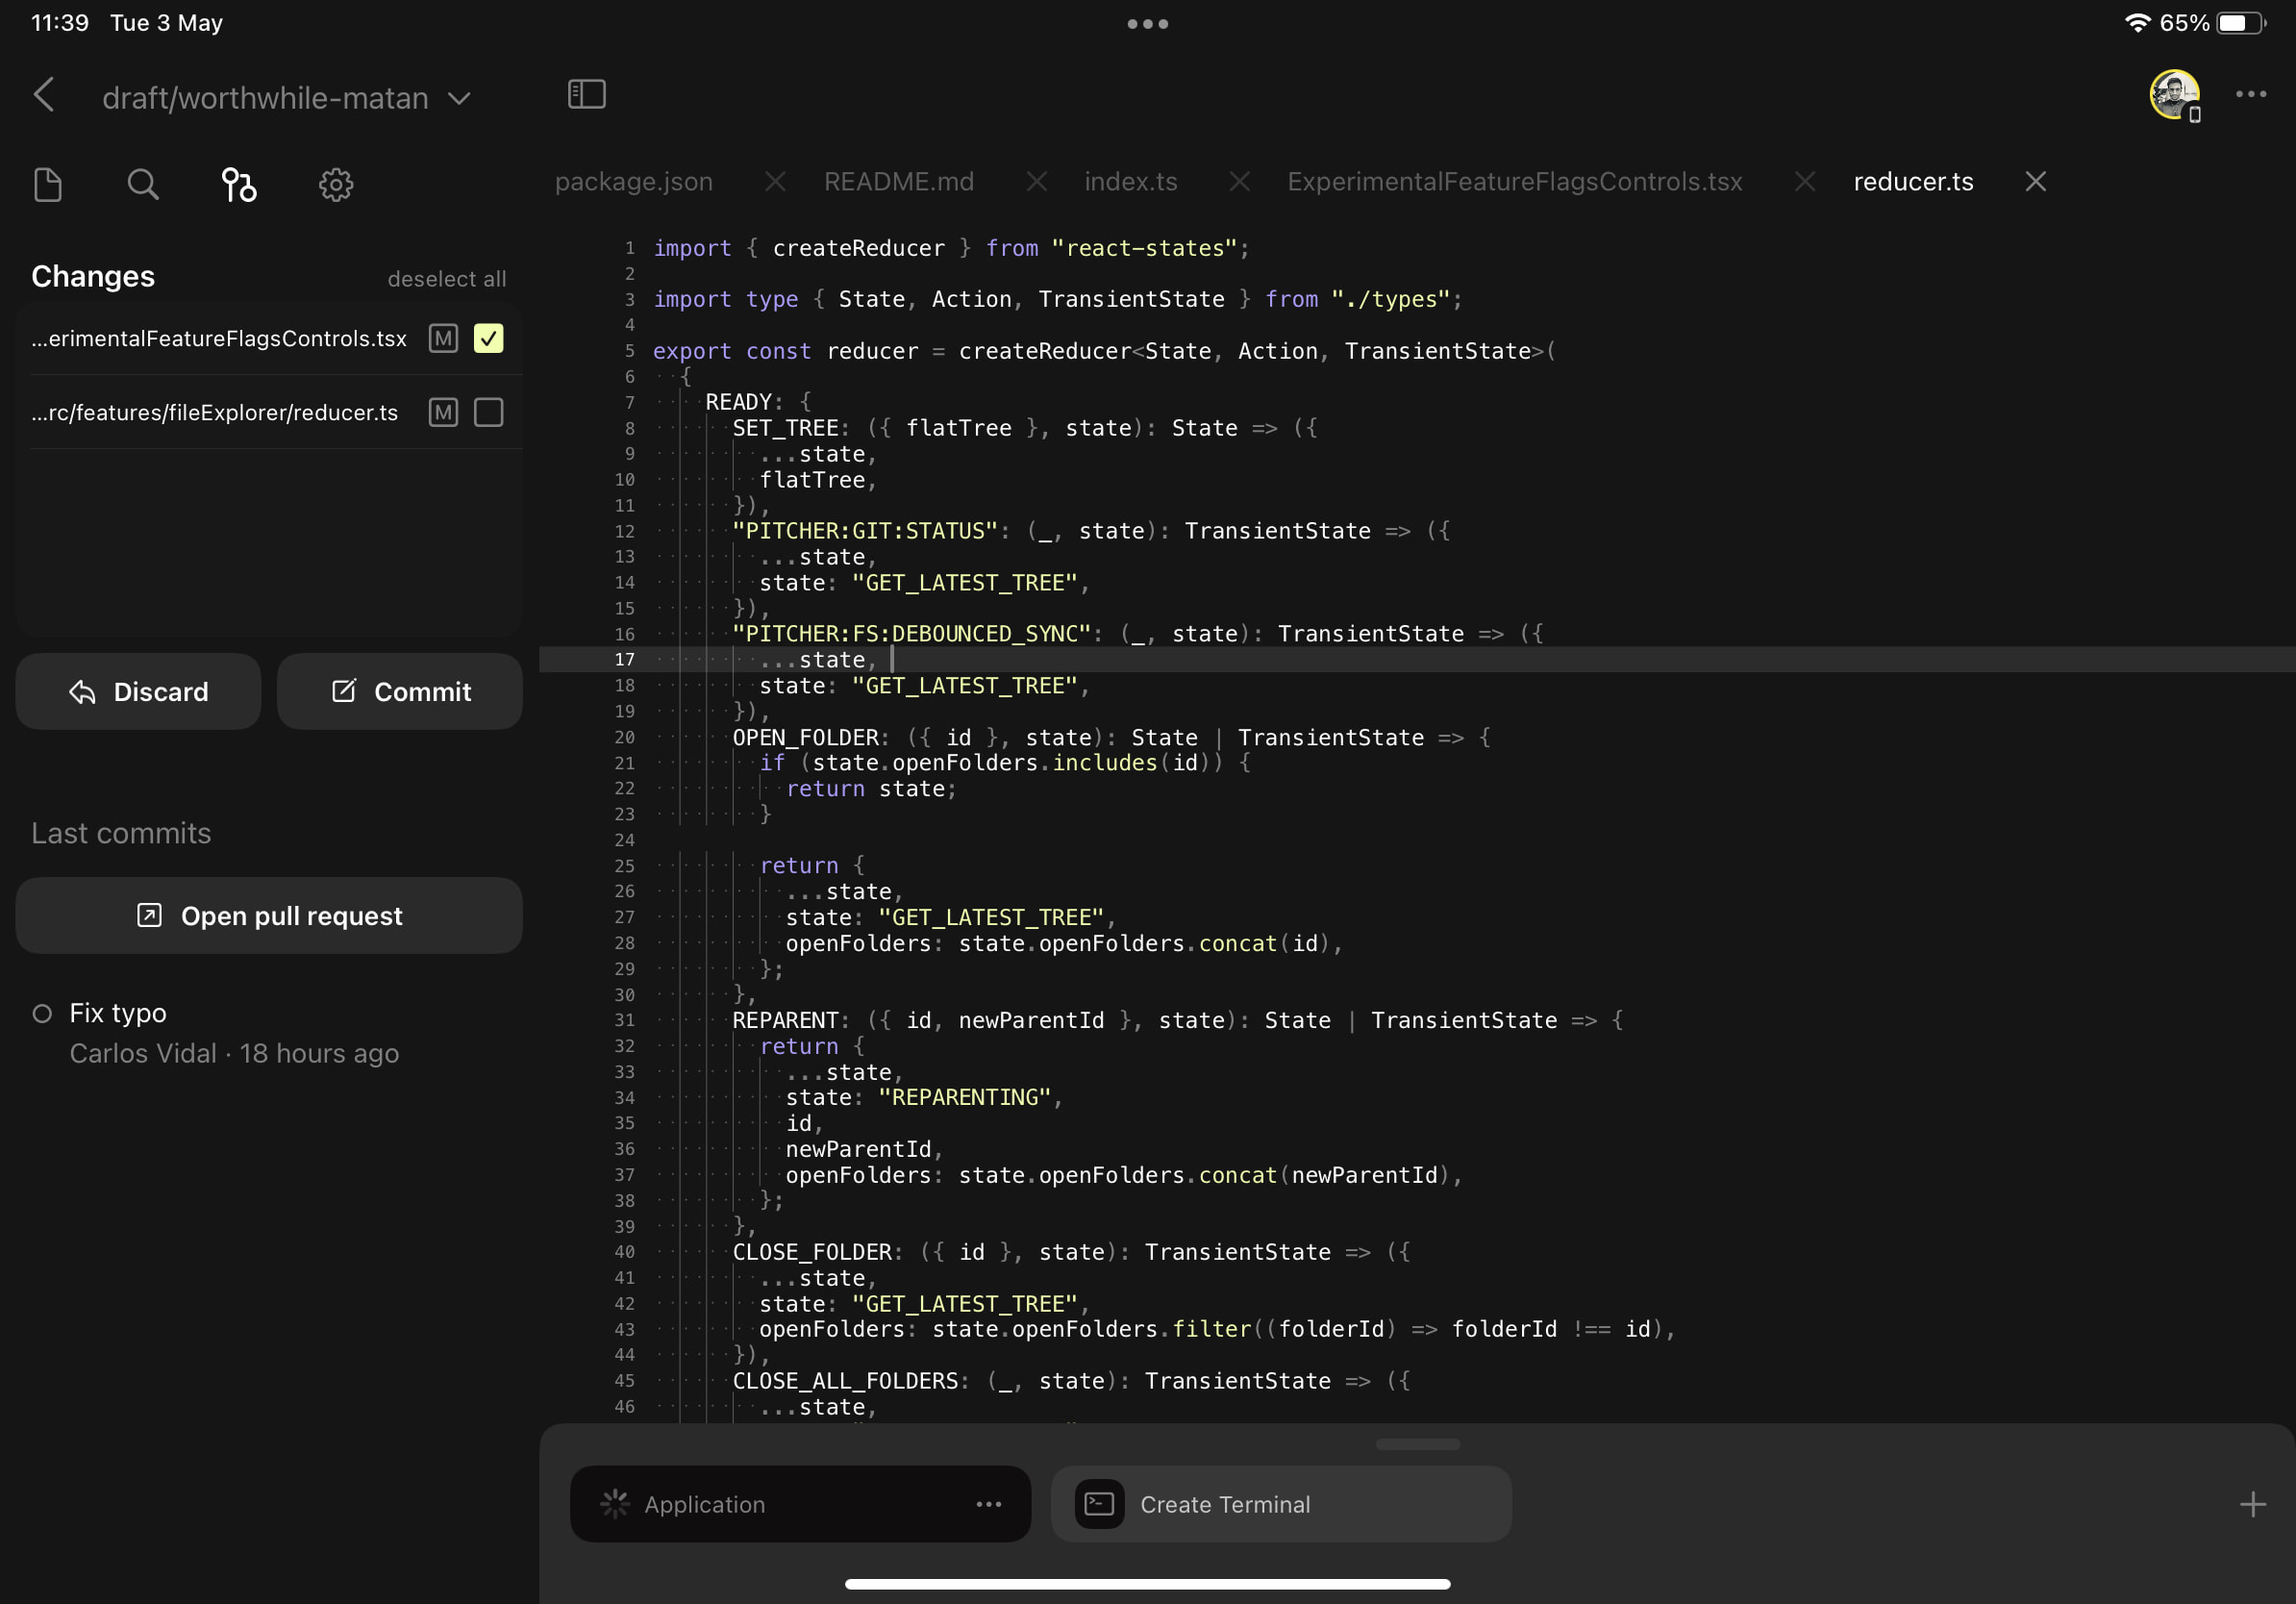 11:39 Tue 3 May
65%
draft/worthwhile-matan
package.json README.md index.ts ExperimentalFeatureFlagsControls.tsx reducer.ts
Changes deselect all
...erimentalFeatureFlagsControls.tsx M
...rc/features/fileExplorer/reducer.ts M
Discard Commit
Last commits
Open pull request
Fix typo
Carlos Vidal · 18 hours ago
1 import { createReducer } from "react-states";
2
3 import type { State, Action, TransientState } from "./types";
4
5 export const reducer = createReducer<State, Action, TransientState>(
6 {
7 READY: {
8 SET_TREE: ({ flatTree }, state): State => ({
9 ...state,
10 flatTree,
11 }),
12 "PITCHER:GIT:STATUS": (_, state): TransientState => ({
13 ...state,
14 state: "GET_LATEST_TREE",
15 }),
16 "PITCHER:FS:DEBOUNCED_SYNC": (_, state): TransientState => ({
17 ...state,
18 state: "GET_LATEST_TREE",
19 }),
20 OPEN_FOLDER: ({ id }, state): State | TransientState => {
21 if (state.openFolders.includes(id)) {
22 return state;
23 }
24
25 return {
26 ...state,
27 state: "GET_LATEST_TREE",
28 openFolders: state.openFolders.concat(id),
29 };
30 },
31 REPARENT: ({ id, newParentId }, state): State | TransientState => {
32 return {
33 ...state,
34 state: "REPARENTING",
35 id,
36 newParentId,
37 openFolders: state.openFolders.concat(newParentId),
38 };
39 },
40 CLOSE_FOLDER: ({ id }, state): TransientState => ({
41 ...state,
42 state: "GET_LATEST_TREE",
43 openFolders: state.openFolders.filter((folderId) => folderId !== id),
44 }),
45 CLOSE_ALL_FOLDERS: (_, state): TransientState => ({
46 ...state,
Application Create Terminal